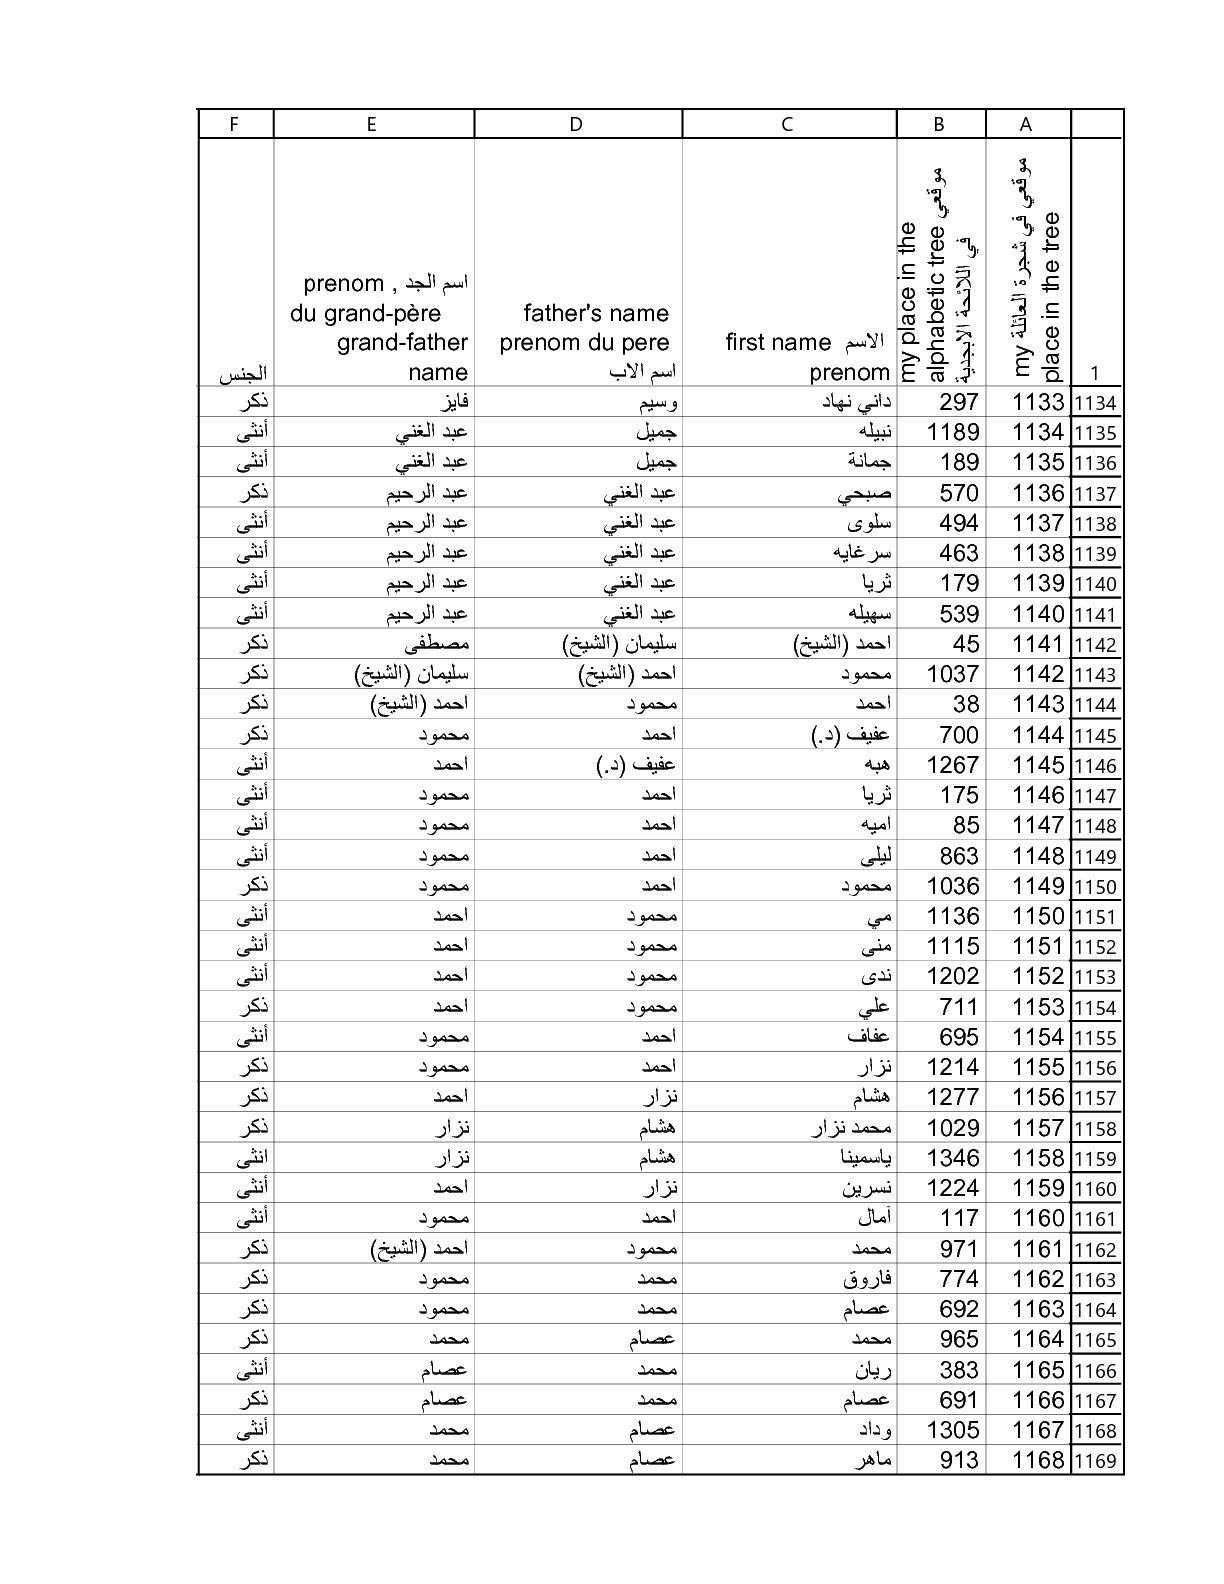 A B C D E F
1 موقعي في شجرة العائلة my place in the tree موقعي my place in the alphabetic tree في اللائحة الابجدية first name الاسم prenom father's name prenom du pere اسم الاب prenom , اسم الجد du grand-père grand-father name الجنس
1134 1133 297 داني نهاد وسيم فايز ذكر
1135 1134 1189 نبيله جميل عبد الغني أنثى
1136 1135 189 جمانة جميل عبد الغني أنثى
1137 1136 570 صبحي عبد الغني عبد الرحيم ذكر
1138 1137 494 سلوى عبد الغني عبد الرحيم أنثى
1139 1138 463 سرغايه عبد الغني عبد الرحيم أنثى
1140 1139 179 ثريا عبد الغني عبد الرحيم أنثى
1141 1140 539 سهيله عبد الغني عبد الرحيم أنثى
1142 1141 45 احمد (الشيخ) سليمان (الشيخ) مصطفى ذكر
1143 1142 1037 محمود احمد (الشيخ) سليمان (الشيخ) ذكر
1144 1143 38 احمد محمود احمد (الشيخ) ذكر
1145 1144 700 عفيف (د.) احمد محمود ذكر
1146 1145 1267 هبه عفيف (د.) احمد أنثى
1147 1146 175 ثريا احمد محمود أنثى
1148 1147 85 اميه احمد محمود أنثى
1149 1148 863 ليلى احمد محمود أنثى
1150 1149 1036 محمود احمد محمود ذكر
1151 1150 1136 مي محمود احمد أنثى
1152 1151 1115 منى محمود احمد أنثى
1153 1152 1202 ندى محمود احمد أنثى
1154 1153 711 علي محمود احمد ذكر
1155 1154 695 عفاف احمد محمود أنثى
1156 1155 1214 نزار احمد محمود ذكر
1157 1156 1277 هشام نزار احمد ذكر
1158 1157 1029 محمد نزار هشام نزار ذكر
1159 1158 1346 ياسمينا هشام نزار انثى
1160 1159 1224 نسرين نزار احمد أنثى
1161 1160 117 آمال احمد محمود أنثى
1162 1161 971 محمد محمود احمد (الشيخ) ذكر
1163 1162 774 فاروق محمد محمود ذكر
1164 1163 692 عصام محمد محمود ذكر
1165 1164 965 محمد عصام محمد ذكر
1166 1165 383 ريان محمد عصام أنثى
1167 1166 691 عصام محمد عصام ذكر
1168 1167 1305 وداد عصام محمد أنثى
1169 1168 913 ماهر عصام محمد ذكر